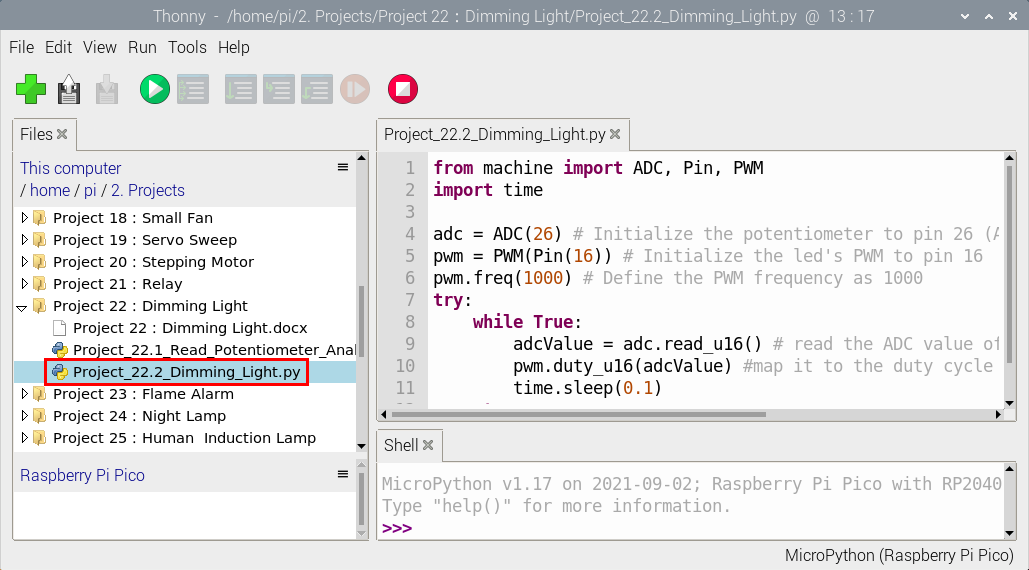 Thonny - /home/pi/2. Projects/Project 22 : Dimming Light/Project_22.2_Dimming_Light.py @ 13 : 17
File Edit View Run Tools Help
Files
This computer
/ home / pi / 2. Projects
Project 18 : Small Fan
Project 19 : Servo Sweep
Project 20 : Stepping Motor
Project 21 : Relay
Project 22 : Dimming Light
Project 22 : Dimming Light.docx
Project_22.1_Read_Potentiometer_Anal
Project_22.2_Dimming_Light.py
Project 23 : Flame Alarm
Project 24 : Night Lamp
Project 25 : Human  Induction Lamp
Raspberry Pi Pico
Project_22.2_Dimming_Light.py
1 from machine import ADC, Pin, PWM
2 import time
3
4 adc = ADC(26) # Initialize the potentiometer to pin 26 (A
5 pwm = PWM(Pin(16)) # Initialize the led's PWM to pin 16
6 pwm.freq(1000) # Define the PWM frequency as 1000
7 try:
8     while True:
9         adcValue = adc.read_u16() # read the ADC value of
10         pwm.duty_u16(adcValue) #map it to the duty cycle
11         time.sleep(0.1)
Shell
MicroPython v1.17 on 2021-09-02; Raspberry Pi Pico with RP2040
Type "help()" for more information.
>>>
MicroPython (Raspberry Pi Pico)